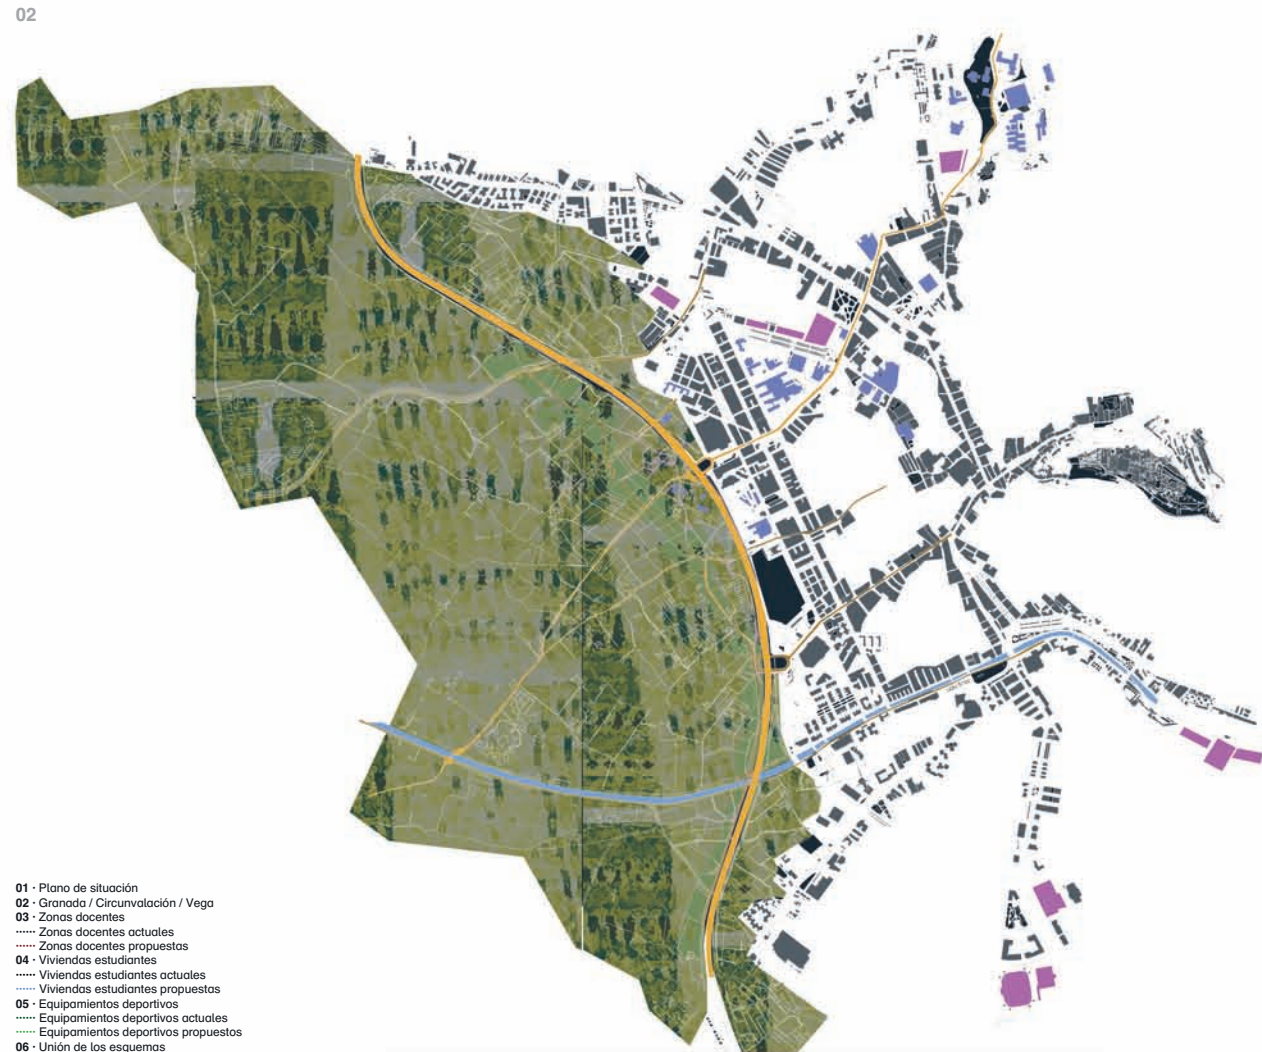 02
01 · Plano de situación
02 · Granada / Circunvalación / Vega
03 · Zonas docentes
······ Zonas docentes actuales
······ Zonas docentes propuestas
04 · Viviendas estudiantes
······ Viviendas estudiantes actuales
······ Viviendas estudiantes propuestas
05 · Equipamientos deportivos
······ Equipamientos deportivos actuales
······ Equipamientos deportivos propuestos
06 · Unión de los esquemas